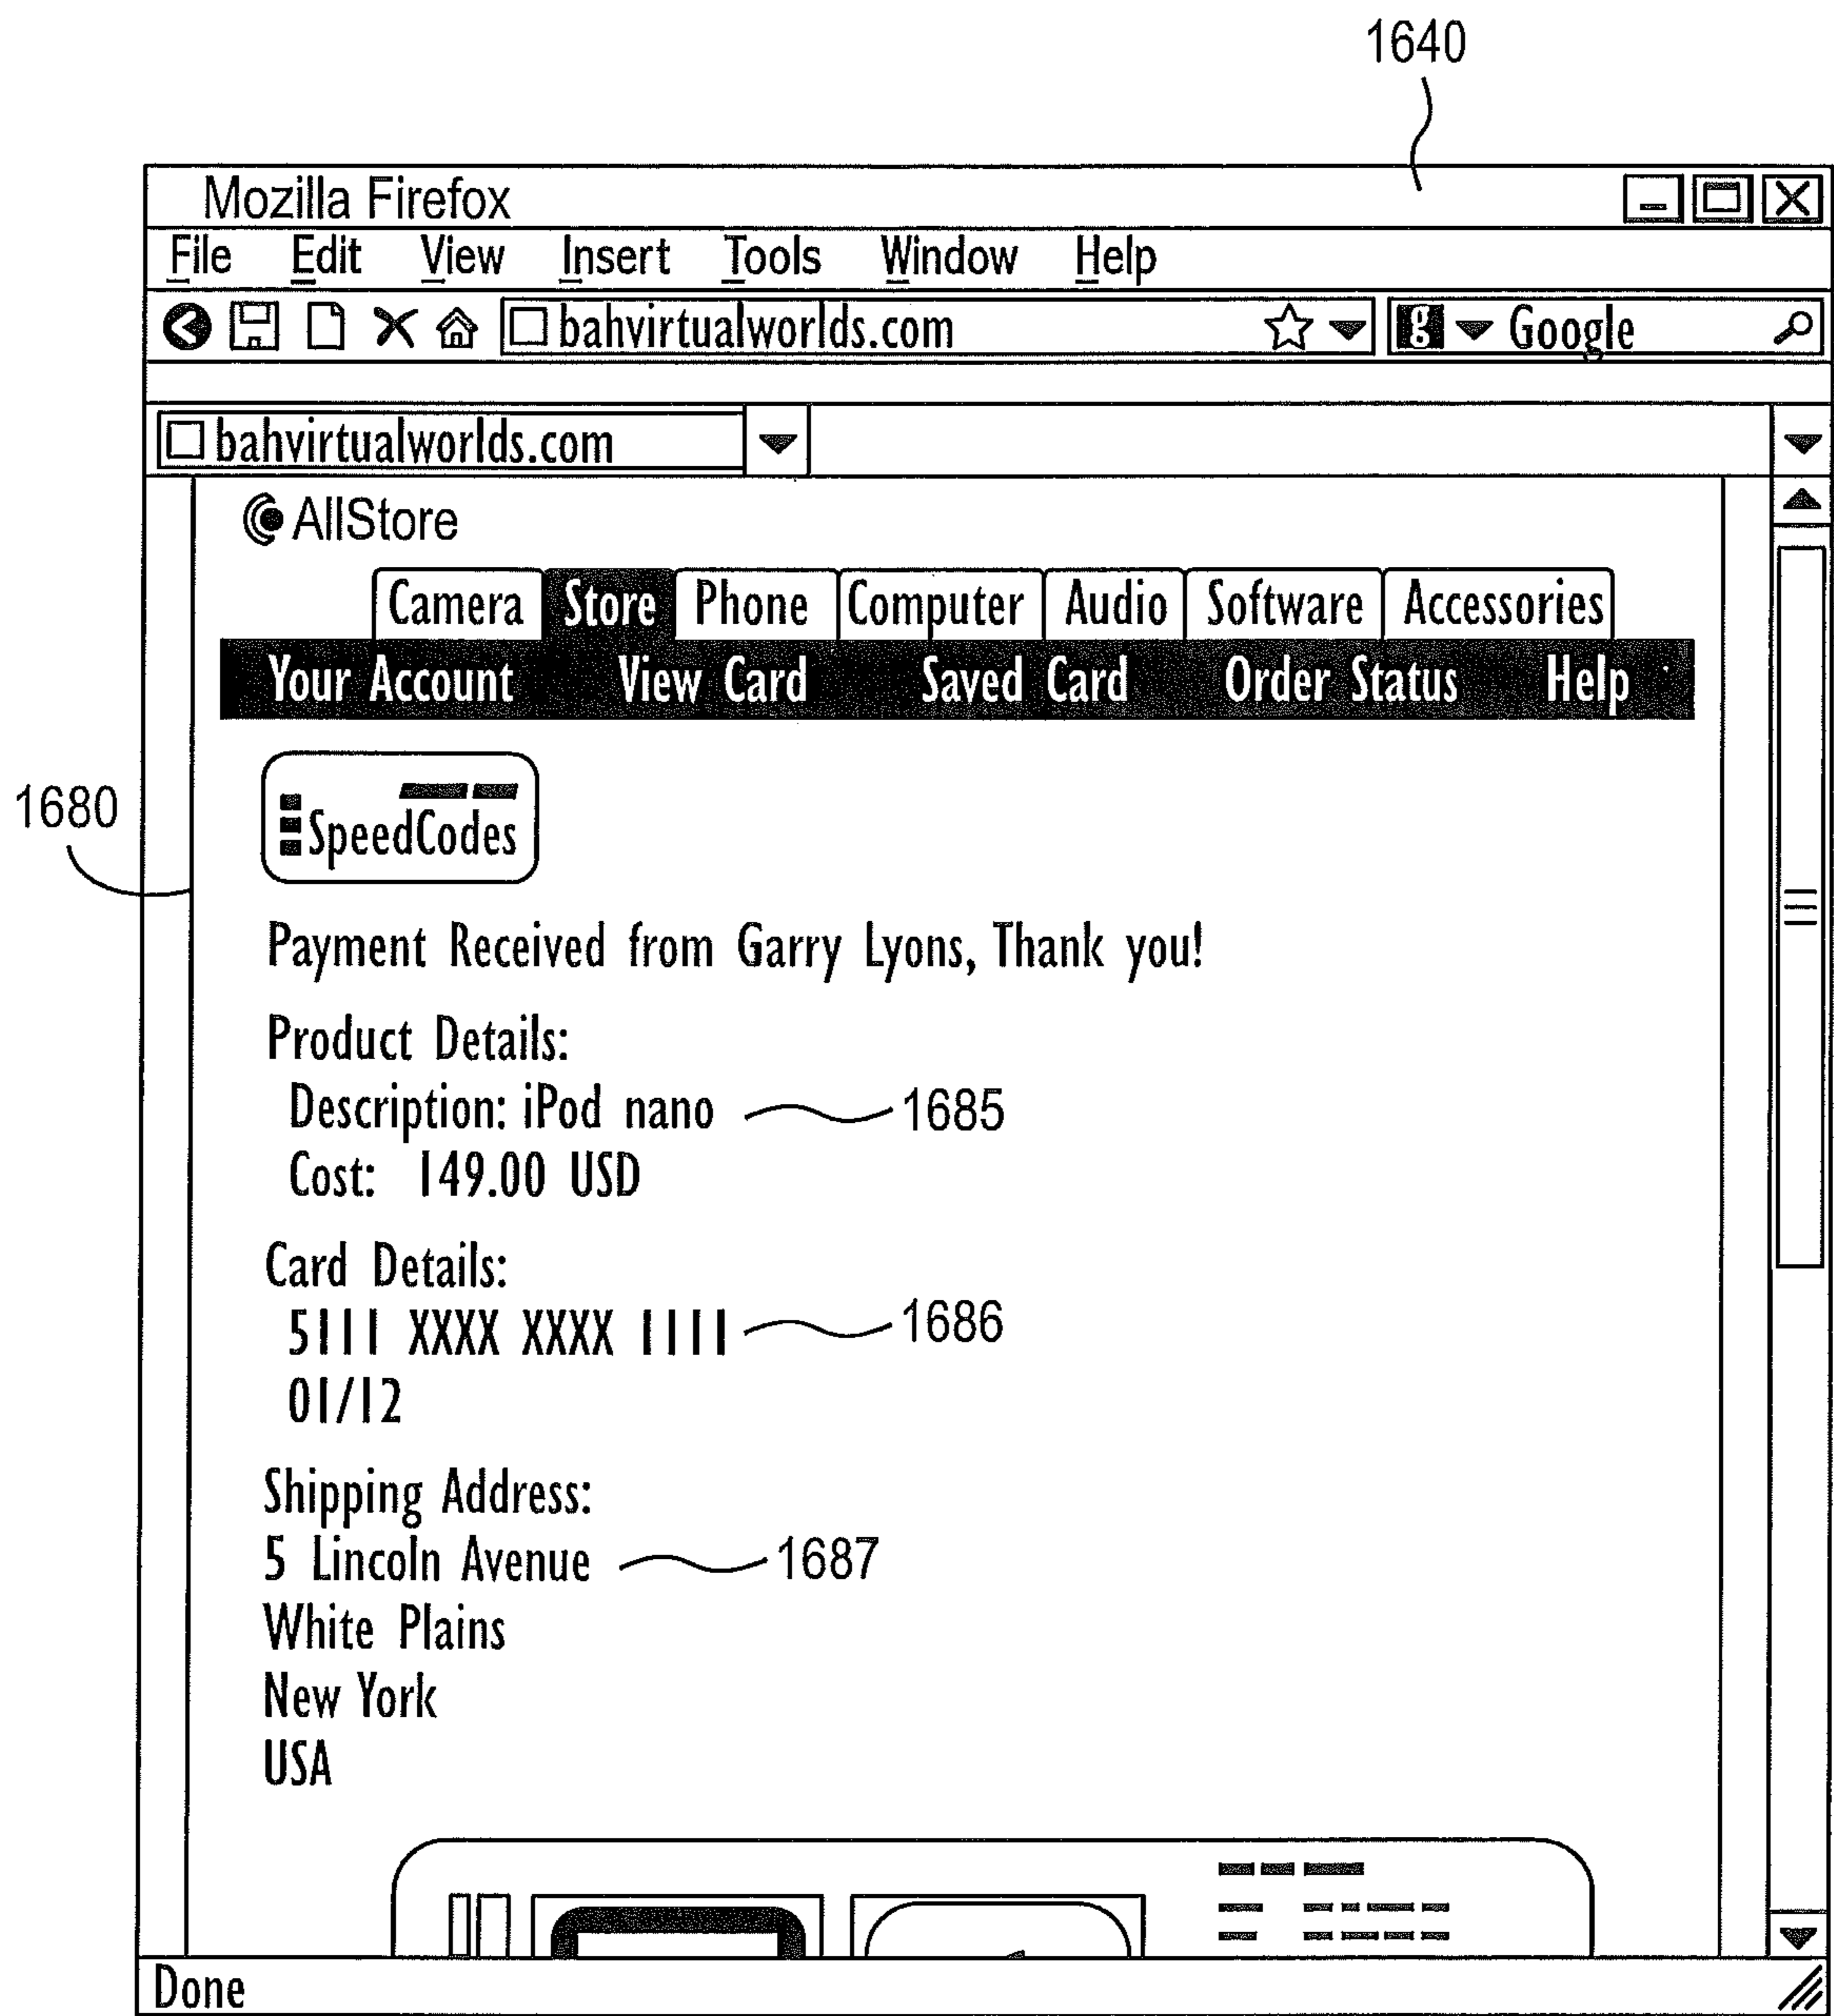 1640
Mozilla Firefox
File Edit View Insert Tools Window Help
bahvirtualworlds.com g Google
bahvirtualworlds.com
AllStore
Camera Store Phone Computer Audio Software Accessories
Your Account View Card Saved Card Order Status Help
1680
SpeedCodes
Payment Received from Garry Lyons, Thank you!
Product Details:
Description: iPod nano 1685
Cost: 149.00 USD
Card Details:
5111 XXXX XXXX 1111 1686
01/12
Shipping Address:
5 Lincoln Avenue 1687
White Plains
New York
USA
Done